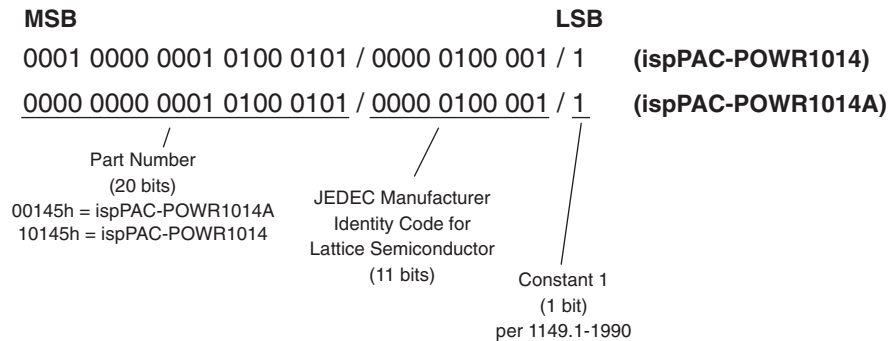 MSB LSB
0001 0000 0001 0100 0101 / 0000 0100 001 / 1 (ispPAC-POWR1014)
0000 0000 0001 0100 0101 / 0000 0100 001 / 1 (ispPAC-POWR1014A)
Part Number
(20 bits)
00145h = ispPAC-POWR1014A
10145h = ispPAC-POWR1014
JEDEC Manufacturer
Identity Code for
Lattice Semiconductor
(11 bits)
Constant 1
(1 bit)
per 1149.1-1990